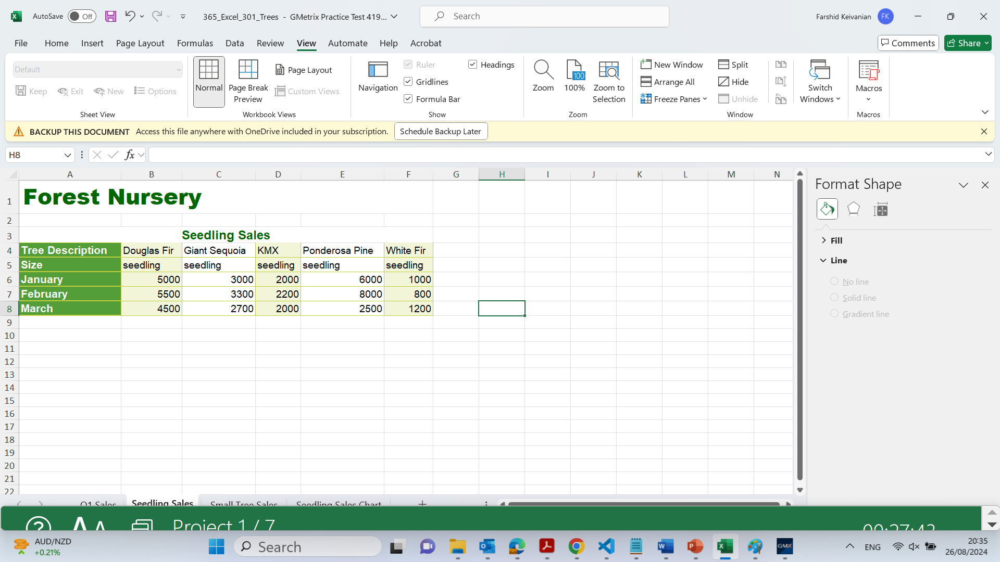 AutoSave Off 365_Excel_301_Trees - GMetrix Practice Test 419... Search Farshid Keivanian FK
File Home Insert Page Layout Formulas Data Review View Automate Help Acrobat Comments Share
Default
Keep Exit New Options
Sheet View
Normal
Page Break Preview
Page Layout
Custom Views
Workbook Views
Navigation
Ruler
Gridlines
Formula Bar
Headings
Show
Zoom
100
100%
Zoom to Selection
Zoom
New Window
Arrange All
Freeze Panes
Split
Hide
Unhide
Switch Windows
Window
Macros
Macros
BACKUP THIS DOCUMENT Access this file anywhere with OneDrive included in your subscription. Schedule Backup Later
H8 fx
A B C D E F G H I J K L M N
1 Forest Nursery
2
3 Seedling Sales
4 Tree Description Douglas Fir Giant Sequoia KMX Ponderosa Pine White Fir
5 Size seedling seedling seedling seedling seedling
6 January 5000 3000 2000 6000 1000
7 February 5500 3300 2200 8000 800
8 March 4500 2700 2000 2500 1200
9
10
11
12
13
14
15
16
17
18
19
20
21
22
Format Shape
Fill
Line
No line
Solid line
Gradient line
Q1 Sales Seedling Sales Small Tree Sales Seedling Sales Chart
Project 1 / 7 00:27:43
AUD/NZD
+0.21%
Search
GMX
ENG
20:35
26/08/2024